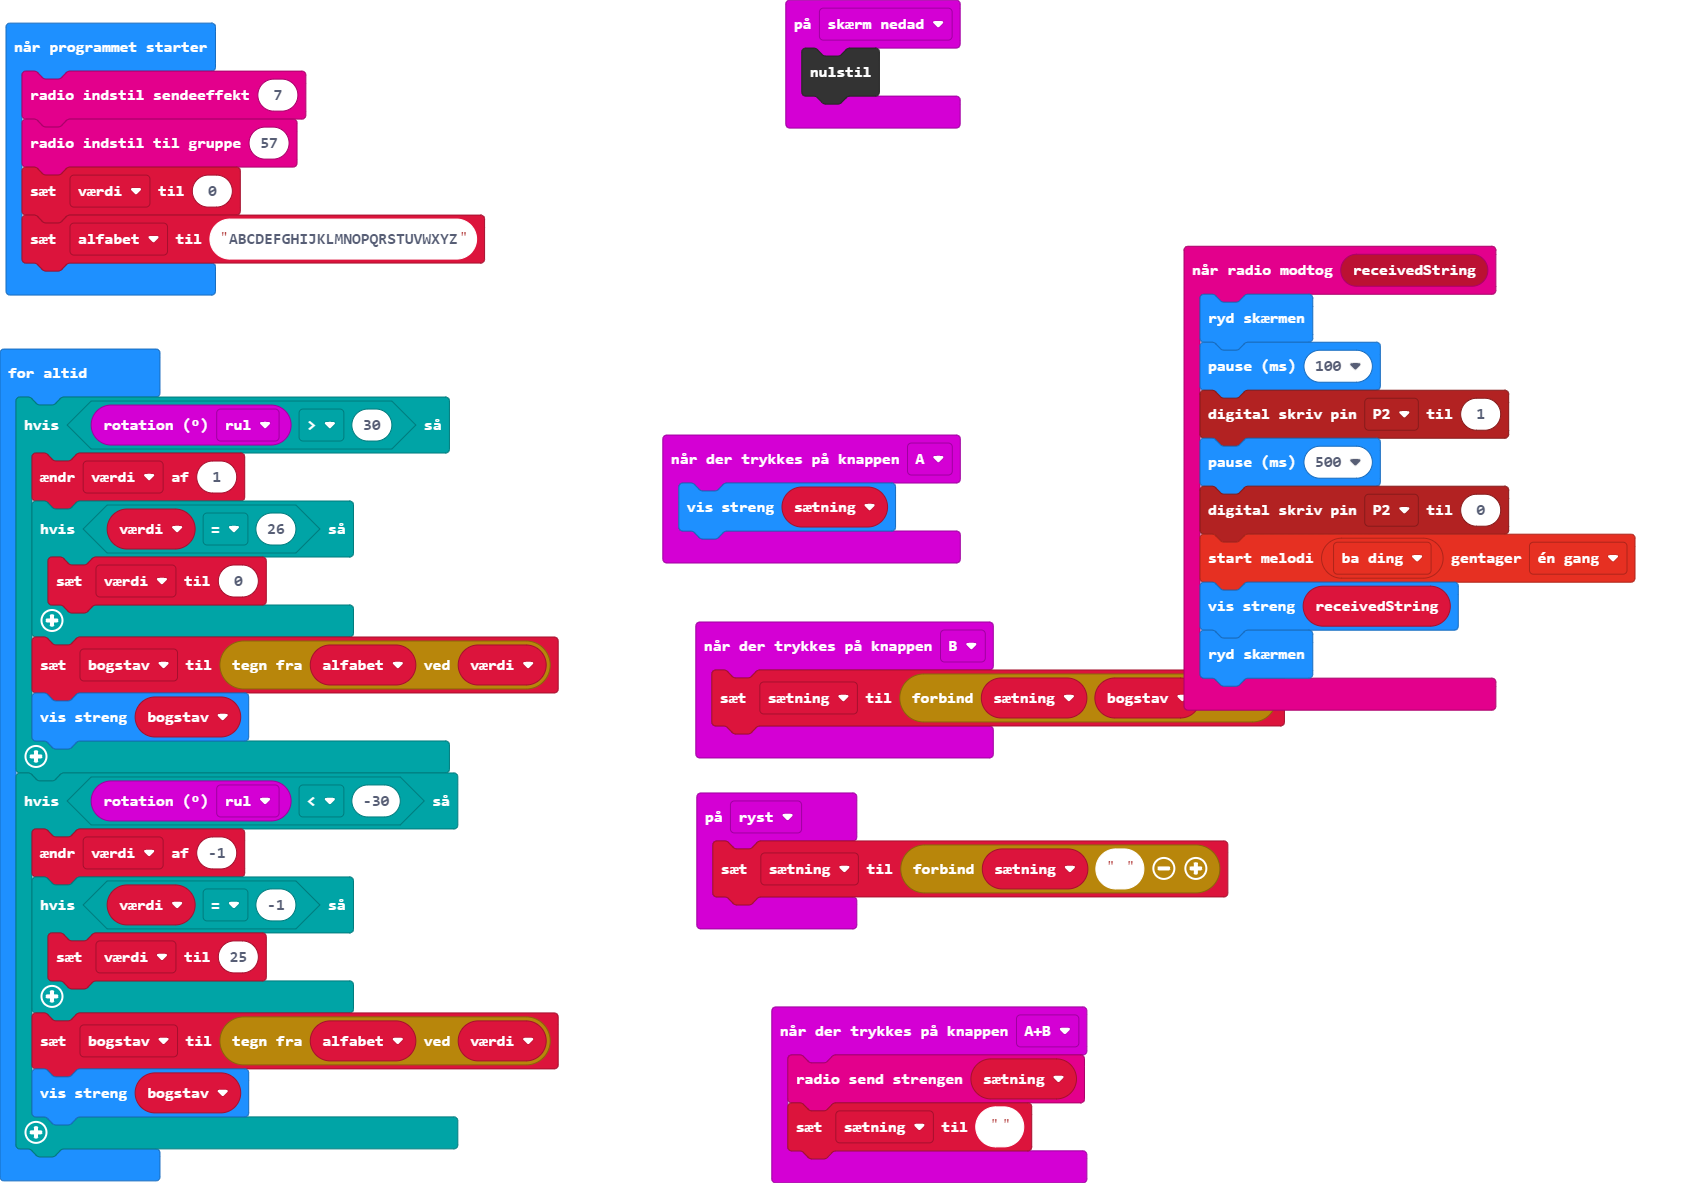 når programmet starter
radio indstil sendeeffekt 7
radio indstil til gruppe 57
sæt værdi til 0
sæt alfabet til "ABCDEFGHIJKLMNOPQRSTUVWXYZ"
for altid
hvis rotation (º) rul > 30 så
ændr værdi af 1
hvis værdi = 26 så
sæt værdi til 0
sæt bogstav til tegn fra alfabet ved værdi
vis streng bogstav
hvis rotation (º) rul < -30 så
ændr værdi af -1
hvis værdi = -1 så
sæt værdi til 25
sæt bogstav til tegn fra alfabet ved værdi
vis streng bogstav
på skærm nedad
nulstil
når der trykkes på knappen A
vis streng sætning
når der trykkes på knappen B
sæt sætning til forbind sætning bogstav
på ryst
sæt sætning til forbind sætning " "
når der trykkes på knappen A+B
radio send strengen sætning
sæt sætning til ""
når radio modtog receivedString
ryd skærmen
pause (ms) 100
digital skriv pin P2 til 1
pause (ms) 500
digital skriv pin P2 til 0
start melodi ba ding gentager én gang
vis streng receivedString
ryd skærmen